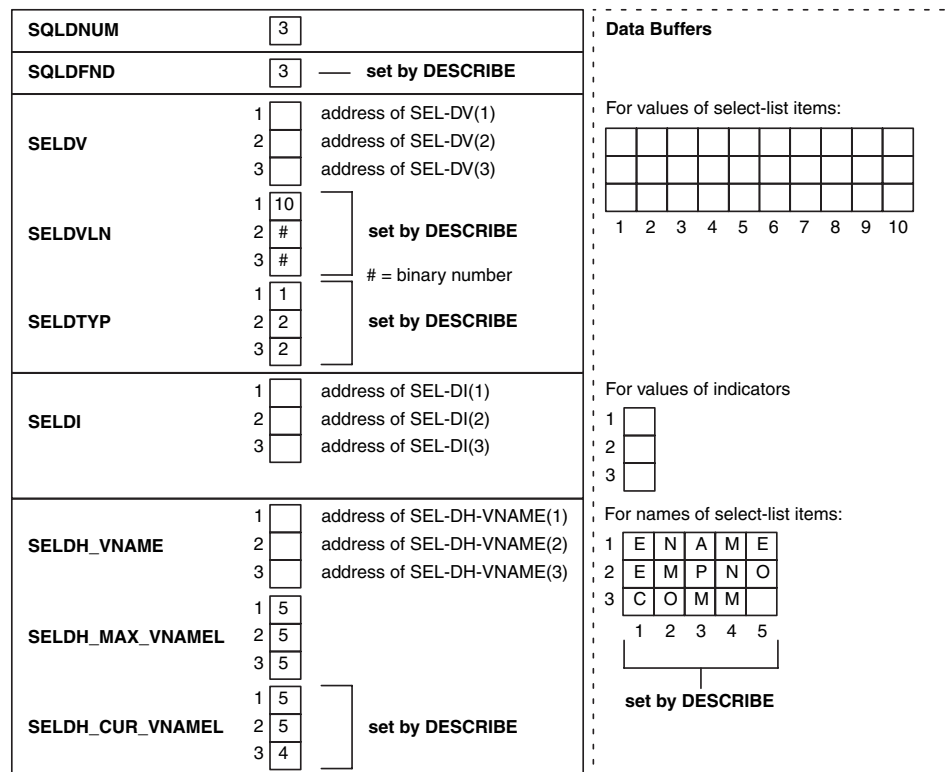 SQLDNUM 3
SQLDFND 3 set by DESCRIBE
SELDV
1 address of SEL-DV(1)
2 address of SEL-DV(2)
3 address of SEL-DV(3)
SELDVLN
1 10
2 # set by DESCRIBE
3 #
# = binary number
SELDTYP
1 1
2 2 set by DESCRIBE
3 2
SELDI
1 address of SEL-DI(1)
2 address of SEL-DI(2)
3 address of SEL-DI(3)
SELDH_VNAME
1 address of SEL-DH-VNAME(1)
2 address of SEL-DH-VNAME(2)
3 address of SEL-DH-VNAME(3)
SELDH_MAX_VNAMEL
1 5
2 5
3 5
SELDH_CUR_VNAMEL
1 5
2 5 set by DESCRIBE
3 4
Data Buffers
For values of select-list items:
1 2 3 4 5 6 7 8 9 10
For values of indicators
1
2
3
For names of select-list items:
1 E N A M E
2 E M P N O
3 C O M M
1 2 3 4 5
set by DESCRIBE